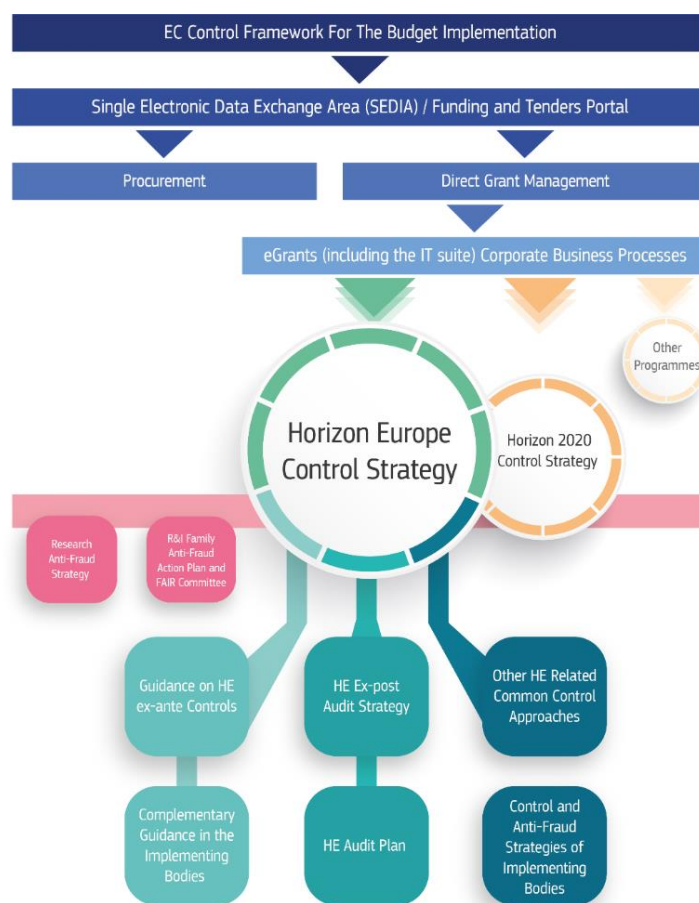 EC Control Framework For The Budget Implementation
Single Electronic Data Exchange Area (SEDIA) / Funding and Tenders Portal
Procurement
Direct Grant Management
eGrants (including the IT suite) Corporate Business Processes
Other
Programmes
Horizon Europe
Control Strategy
Horizon 2020
Control Strategy
Research
Anti-Fraud
Strategy
R&I Family
Anti-Fraud
Action Plan and
FAIR Committee
Guidance on HE
ex-ante Controls
HE Ex-post
Audit Strategy
Other HE Related
Common Control
Approaches
Complementary
Guidance in the
Implementing
Bodies
HE Audit Plan
Control and
Anti-Fraud
Strategies of
Implementing
Bodies